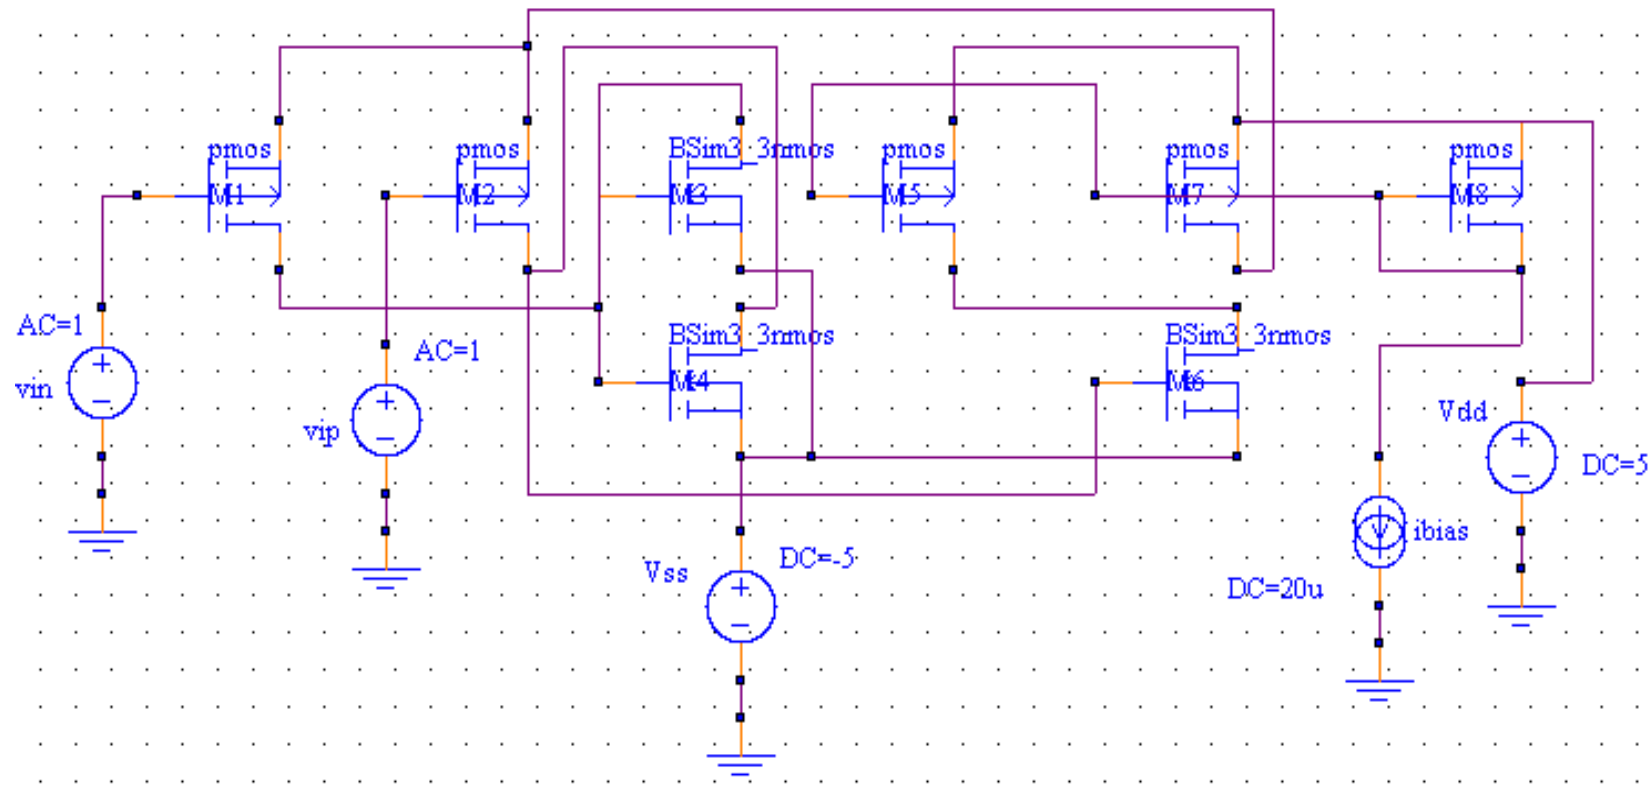 pmos
pmos
BSim3_3nmos
pmos
pmos
pmos
M1
M2
M3
M5
M7
M8
AC=1
vin
AC=1
vip
BSim3_3nmos
M4
BSim3_3nmos
M6
Vdd
DC=5
Vss
DC=-5
ibias
DC=20u